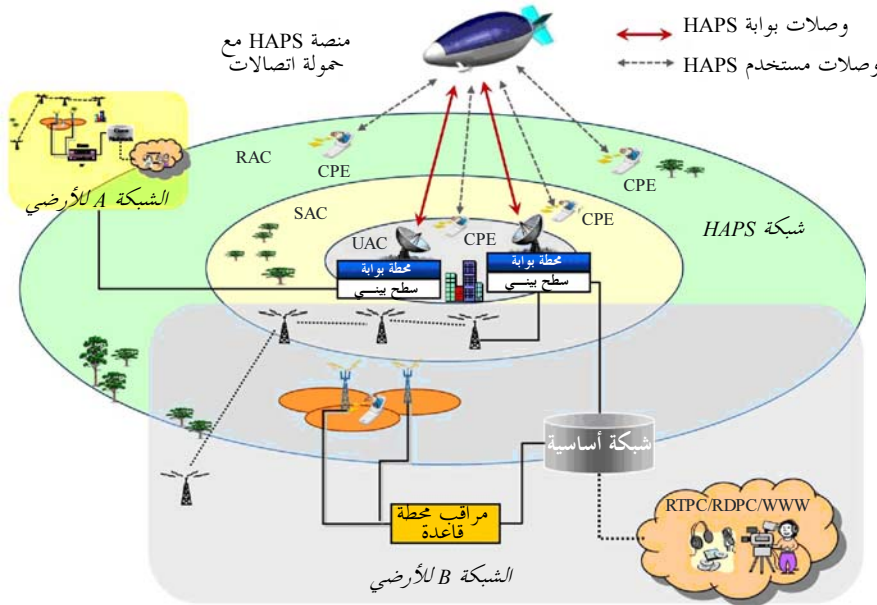 وصلات بوابة HAPS
وصلات مستخدم HAPS
منصة HAPS مع
حمولة اتصالات
RAC
CPE
CPE
SAC
CPE
UAC
CPE
شبكة HAPS
الشبكة A للأرضي
محطة بوابة
سطح بيني
محطة بوابة
سطح بينـــي
شبكة أساسية
مراقب محطة
قاعدة
RTPC/RDPC/WWW
الشبكة B للأرضي